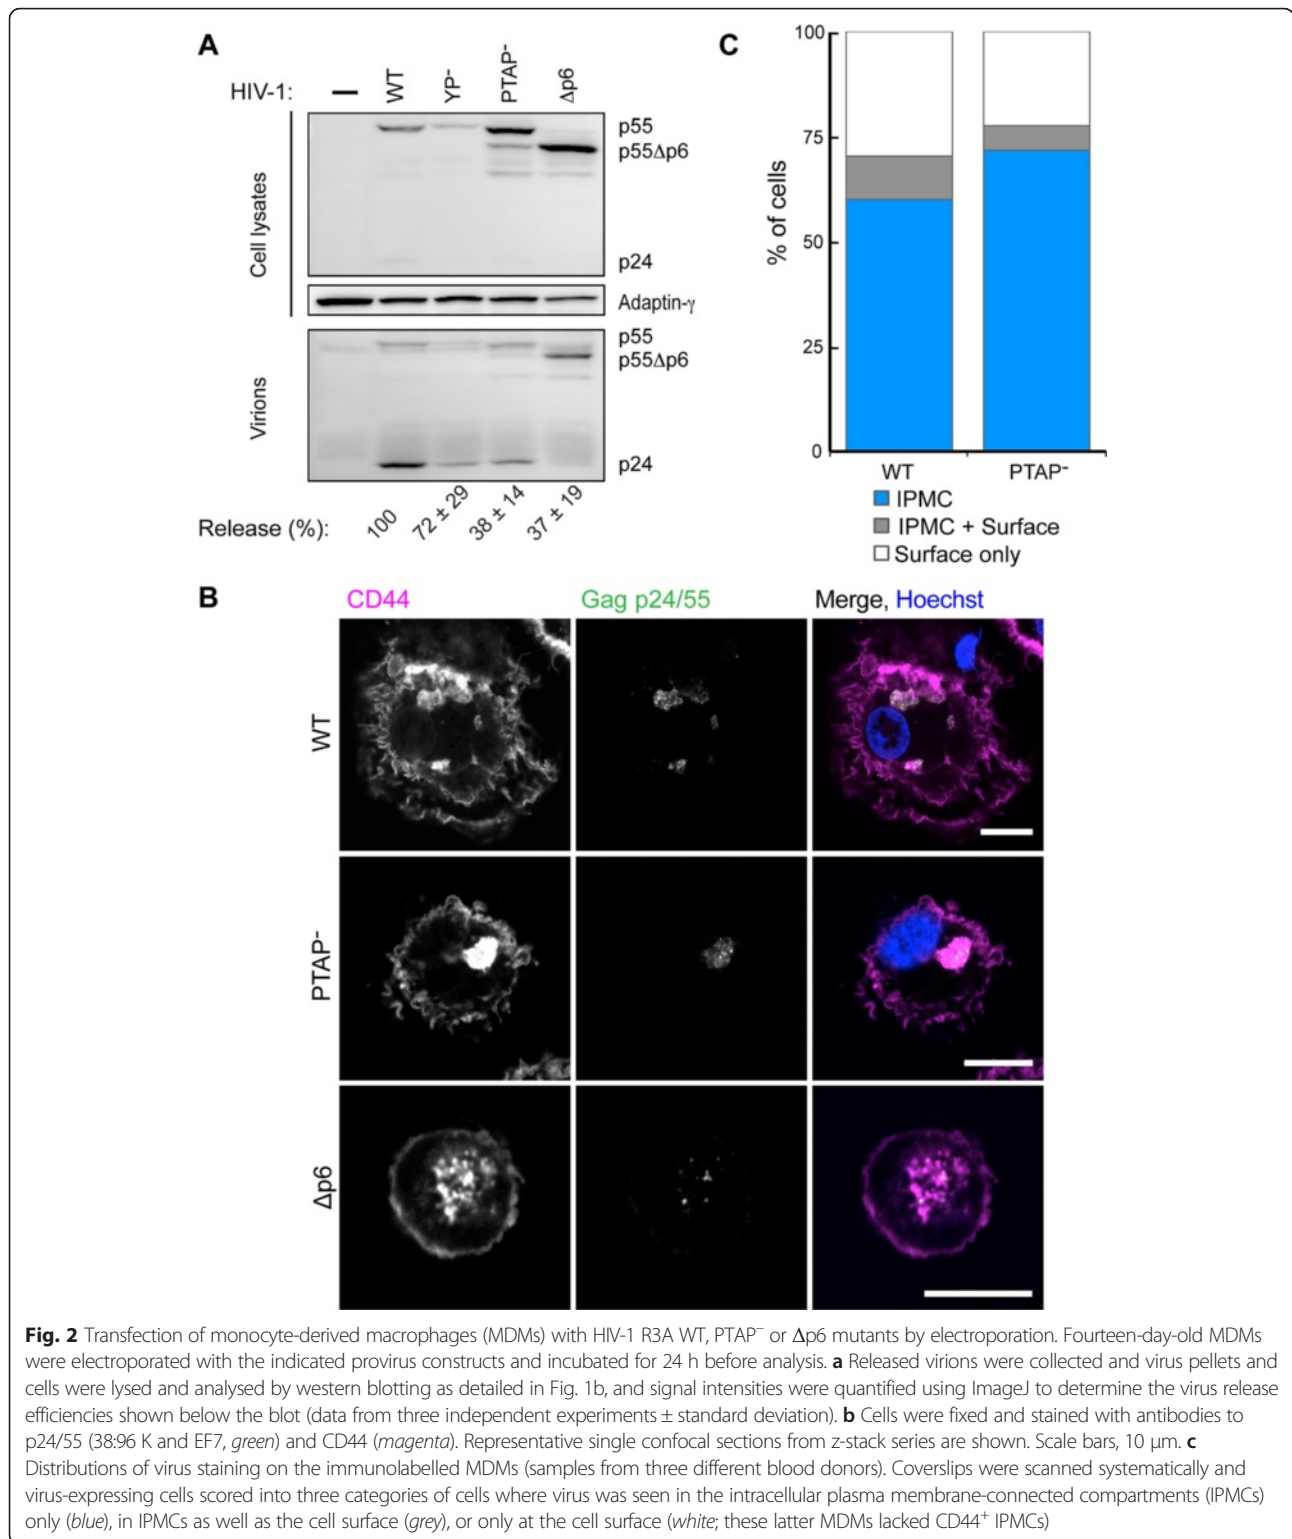 A
HIV-1:
—
WT
YP⁻
PTAP⁻
Δp6
Cell lysates
p55
p55Δp6
p24
Adaptin-γ
Virions
p55
p55Δp6
p24
Release (%):
100
72 ± 29
38 ± 14
37 ± 19
C
% of cells
100
75
50
25
0
WT
PTAP⁻
IPMC
IPMC + Surface
Surface only
B
CD44
Gag p24/55
Merge, Hoechst
WT
PTAP⁻
Δp6
Fig. 2 Transfection of monocyte-derived macrophages (MDMs) with HIV-1 R3A WT, PTAP⁻ or Δp6 mutants by electroporation. Fourteen-day-old MDMs
were electroporated with the indicated provirus constructs and incubated for 24 h before analysis. a Released virions were collected and virus pellets and
cells were lysed and analysed by western blotting as detailed in Fig. 1b, and signal intensities were quantified using ImageJ to determine the virus release
efficiencies shown below the blot (data from three independent experiments ± standard deviation). b Cells were fixed and stained with antibodies to
p24/55 (38:96 K and EF7, green) and CD44 (magenta). Representative single confocal sections from z-stack series are shown. Scale bars, 10 μm. c
Distributions of virus staining on the immunolabelled MDMs (samples from three different blood donors). Coverslips were scanned systematically and
virus-expressing cells scored into three categories of cells where virus was seen in the intracellular plasma membrane-connected compartments (IPMCs)
only (blue), in IPMCs as well as the cell surface (grey), or only at the cell surface (white; these latter MDMs lacked CD44⁺ IPMCs)